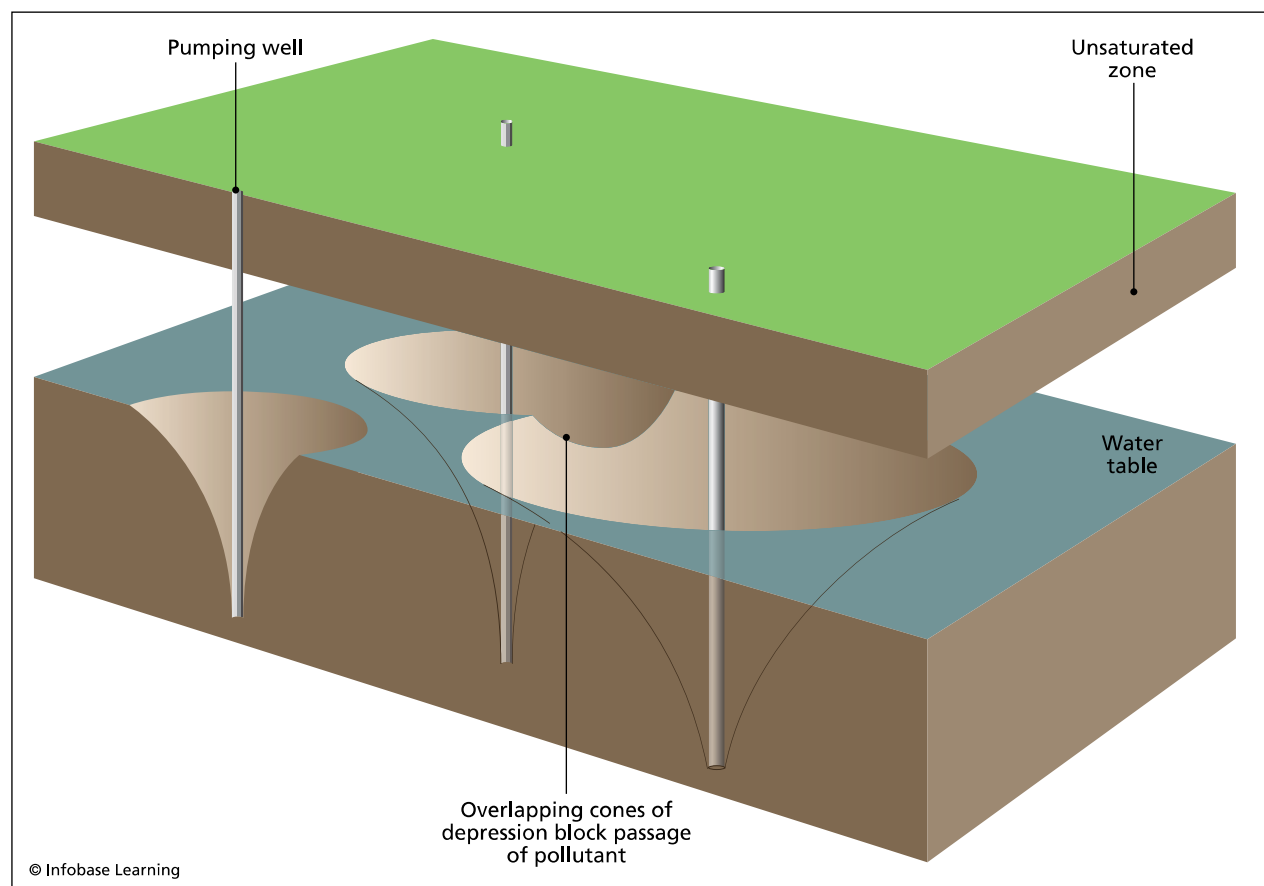 Pumping well
Unsaturated
zone
Water
table
Overlapping cones of
depression block passage
of pollutant
© Infobase Learning